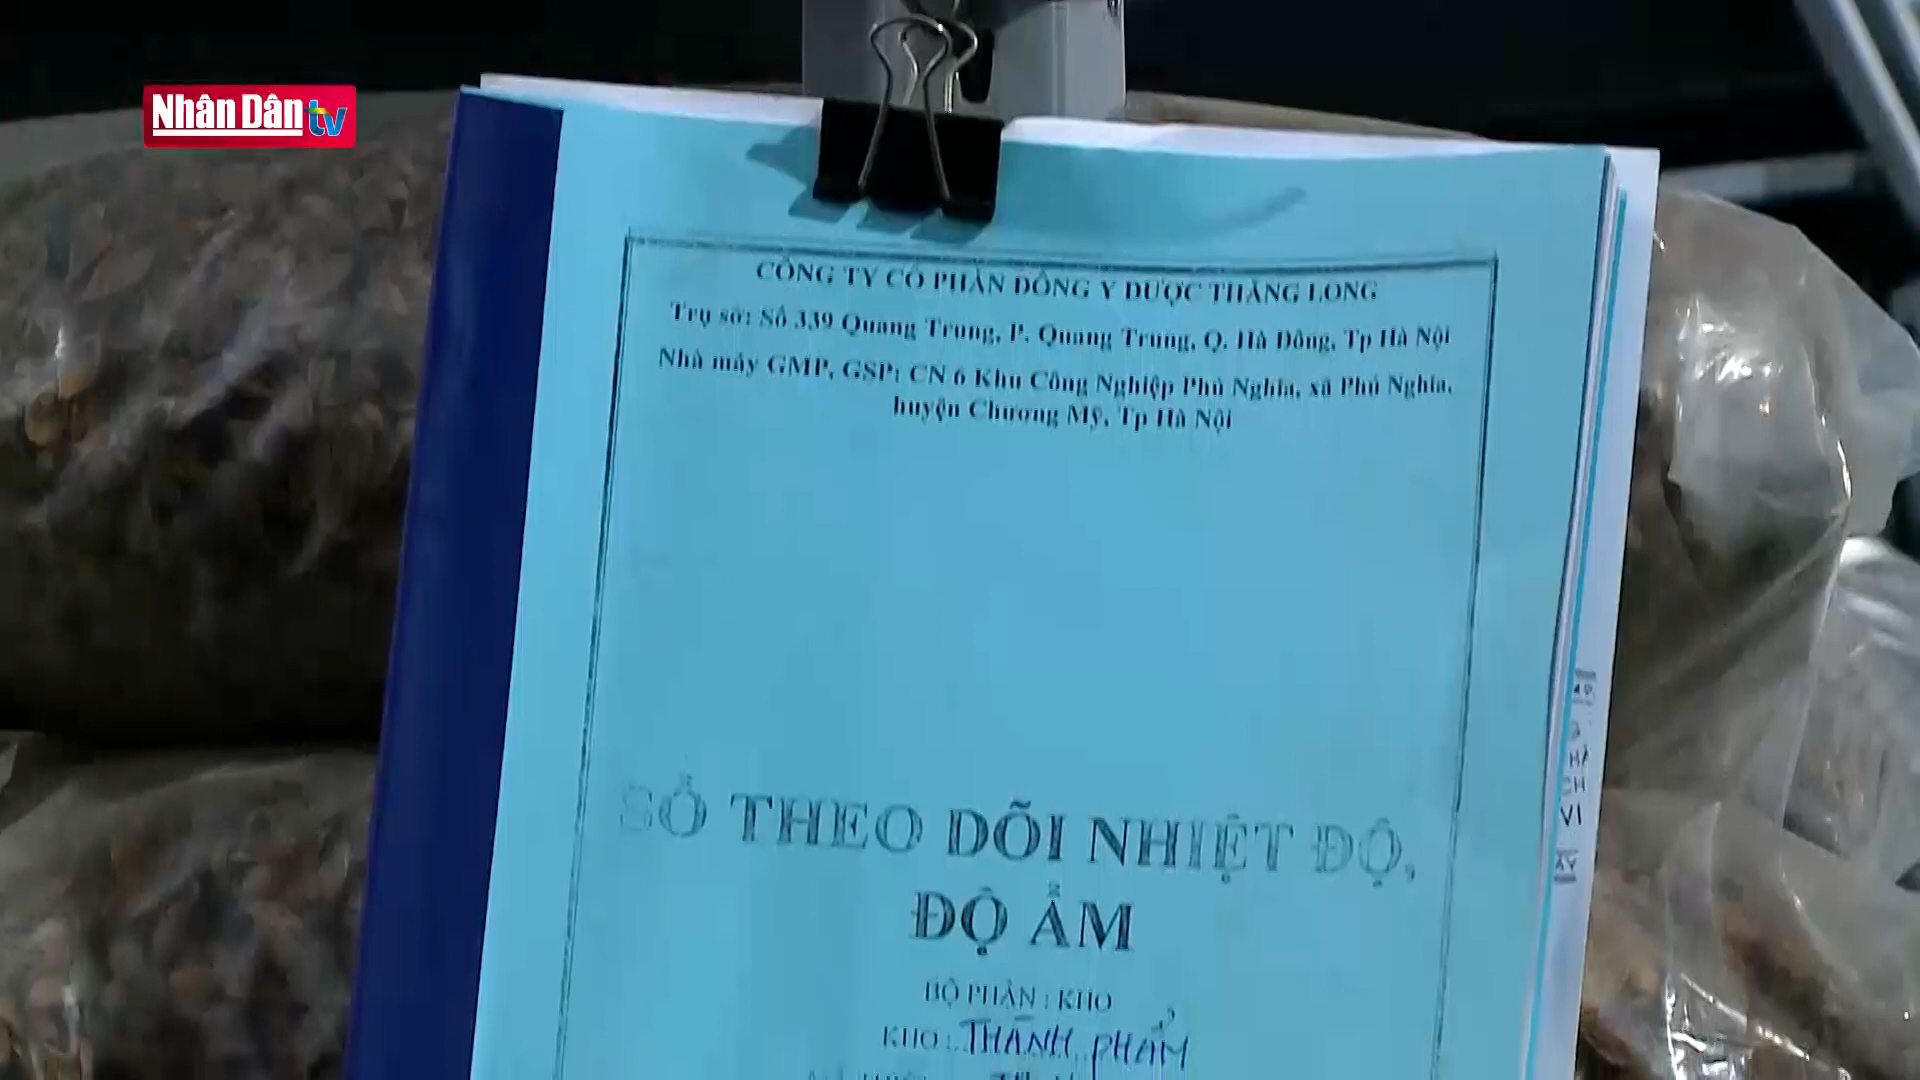 Nhân Dân tv
CÔNG TY CỔ PHẦN ĐÔNG Y DƯỢC THĂNG LONG
Trụ sở: Số 339 Quang Trung, P. Quang Trung, Q. Hà Đông, Tp Hà Nội
Nhà máy GMP, GSP: CN 6 Khu Công Nghiệp Phú Nghĩa, xã Phú Nghĩa,
huyện Chương Mỹ, Tp Hà Nội
SỔ THEO DÕI NHIỆT ĐỘ,
ĐỘ ẨM
BỘ PHẬN : KHO
KHO : THÀNH PHẨM